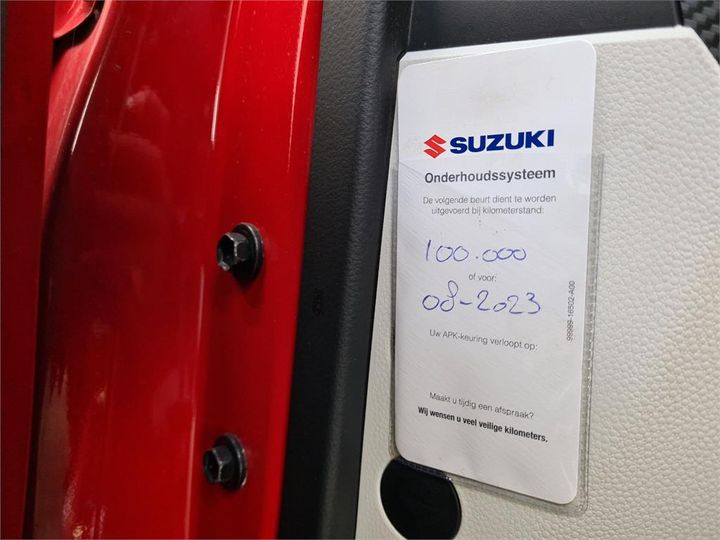 SUZUKI
Onderhoudssysteem
De volgende beurt dient te worden
uitgevoerd bij kilometerstand:
100.000
of voor:
08-2023
Uw APK-keuring verloopt op:
Maakt u tijdig een afspraak?
Wij wensen u veel veilige kilometers.
99999-16502-A00